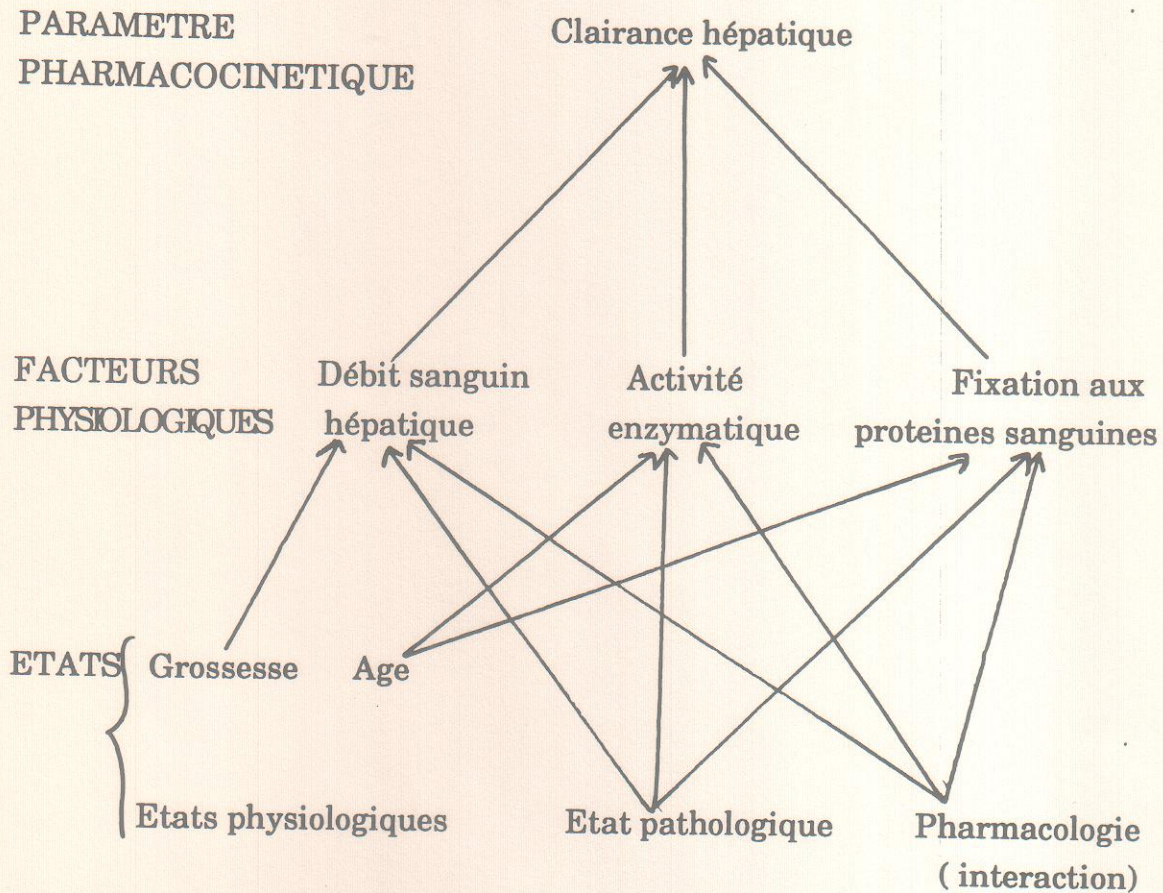 PARAMETRE
PHARMACOCINETIQUE
Clairance hépatique
FACTEURS
PHYSIOLOGIQUES
Débit sanguin
hépatique
Activité
enzymatique
Fixation aux
proteines sanguines
ETATS
Grossesse
Age
Etats physiologiques
Etat pathologique
Pharmacologie
( interaction)